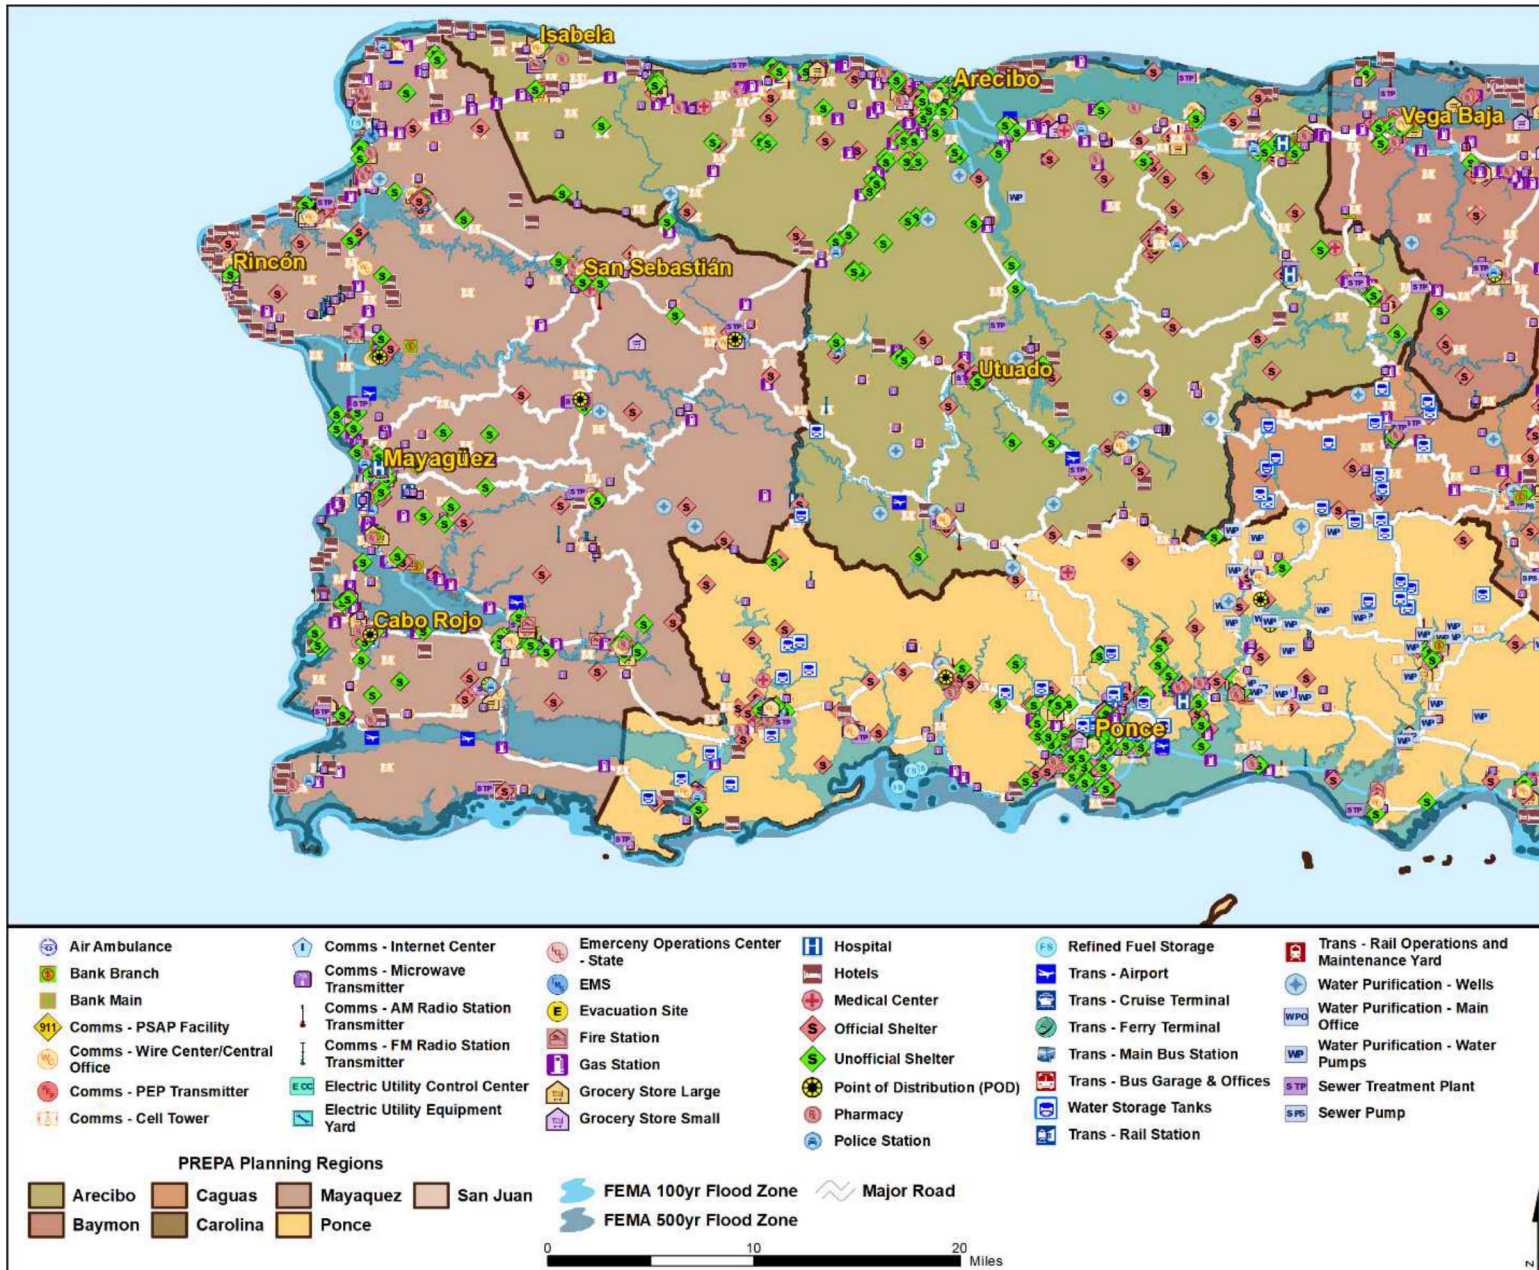 Isabela
Arecibo
Vega Baja
Rincón
San Sebastián
Utuado
Mayagüez
Cabo Rojo
Ponce
Air Ambulance
Bank Branch
Bank Main
911 Comms - PSAP Facility
Comms - Wire Center/Central
Office
Comms - PEP Transmitter
Comms - Cell Tower
Comms - Internet Center
Comms - Microwave
Transmitter
Comms - AM Radio Station
Transmitter
Comms - FM Radio Station
Transmitter
ECC Electric Utility Control Center
Electric Utility Equipment
Yard
Emerceny Operations Center
- State
EMS
E Evacuation Site
Fire Station
Gas Station
Grocery Store Large
Grocery Store Small
H Hospital
Hotels
Medical Center
S Official Shelter
S Unofficial Shelter
Point of Distribution (POD)
Pharmacy
Police Station
FS Refined Fuel Storage
Trans - Airport
Trans - Cruise Terminal
Trans - Ferry Terminal
Trans - Main Bus Station
Trans - Bus Garage & Offices
Water Storage Tanks
Trans - Rail Station
Trans - Rail Operations and
Maintenance Yard
Water Purification - Wells
WPO Water Purification - Main
Office
WP Water Purification - Water
Pumps
STP Sewer Treatment Plant
SPS Sewer Pump
PREPA Planning Regions
Arecibo Caguas Mayaquez San Juan
Baymon Carolina Ponce
FEMA 100yr Flood Zone Major Road
FEMA 500yr Flood Zone
0 10 20
Miles
N